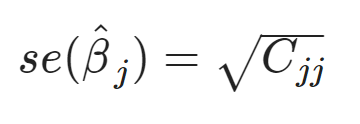 se(β̂_j) = √C_jj